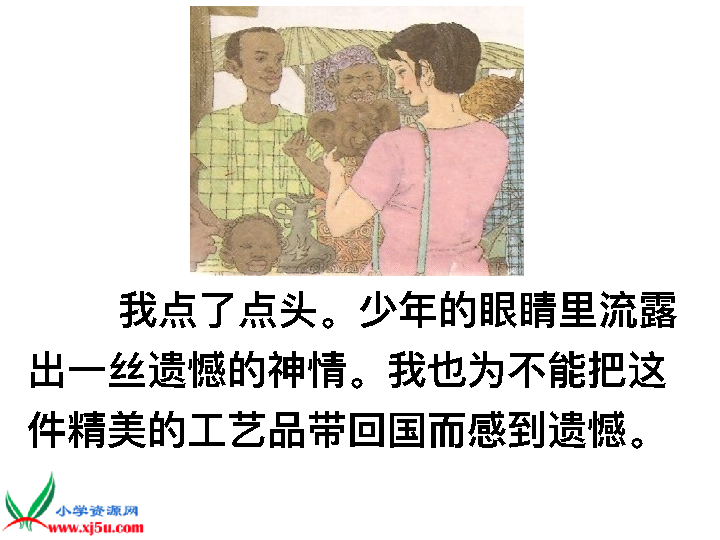 我点了点头。少年的眼睛里流露
出一丝遗憾的神情。我也为不能把这
件精美的工艺品带回国而感到遗憾。
小学资源网
www.xj5u.com